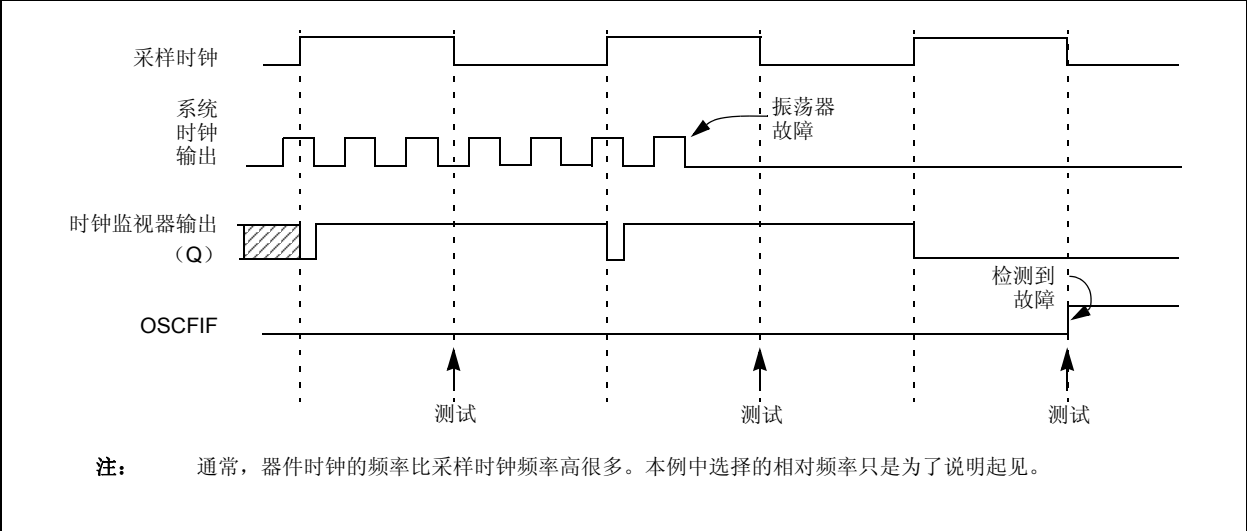 采样时钟
系统
时钟
输出
振荡器
故障
时钟监视器输出
（Q）
检测到
故障
OSCFIF
测试
测试
测试
注： 通常，器件时钟的频率比采样时钟频率高很多。本例中选择的相对频率只是为了说明起见。